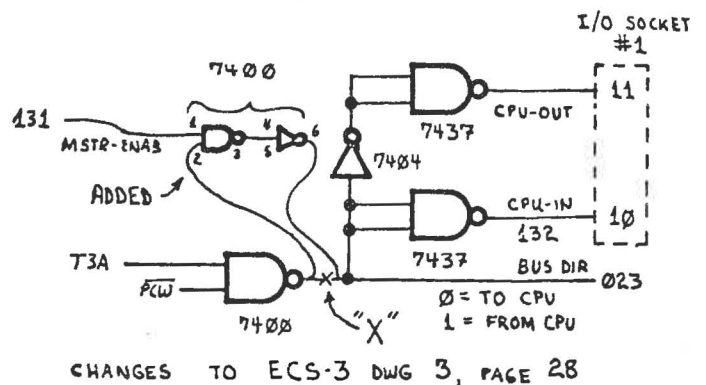 I/O SOCKET
#1
7400
131
MSTR-ENAB
1
2
3
4
5
6
ADDED
7437
CPU-OUT
11
7404
CPU-IN
132
10
7437
T3A
PCW
7400
"X"
BUS DIR
023
0 = TO CPU
1 = FROM CPU
CHANGES TO ECS-3 DWG 3, PAGE 28